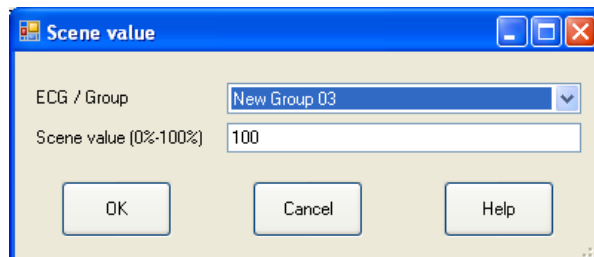 Scene value
ECG / Group New Group 03
Scene value (0%-100%) 100
OK Cancel Help